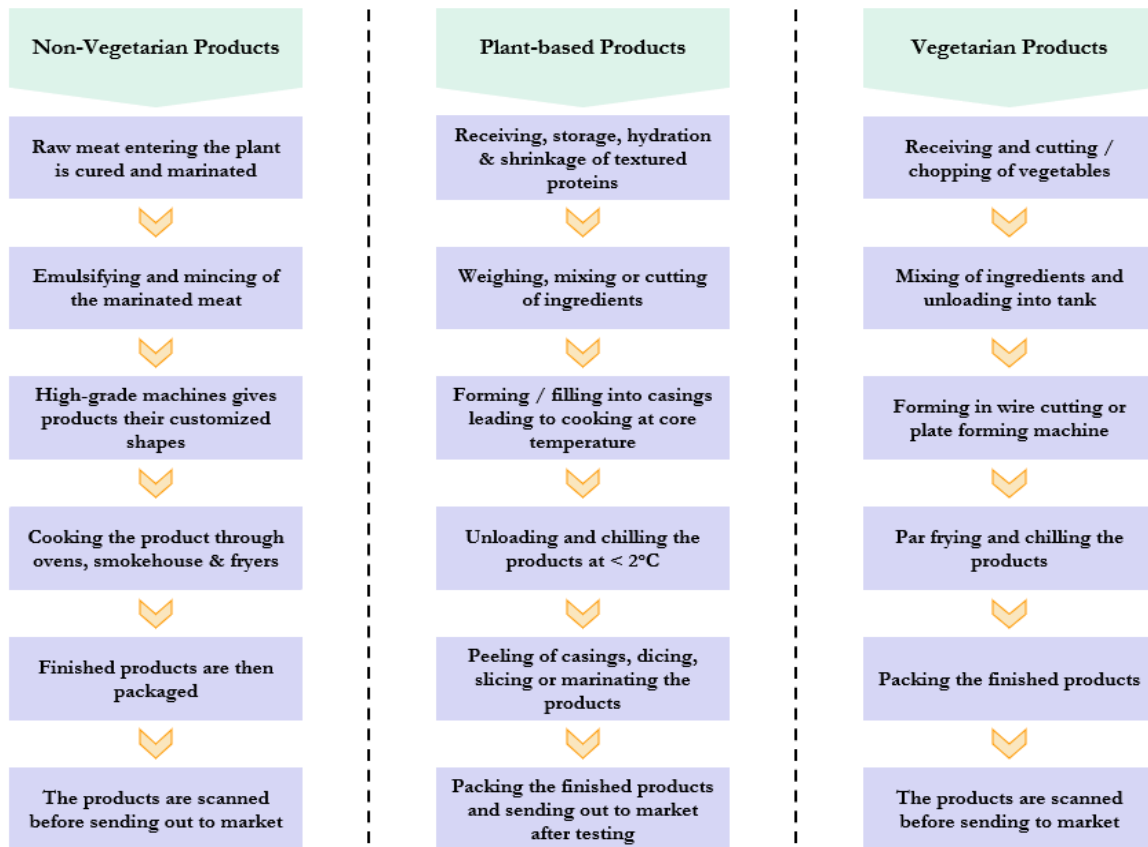 Non-Vegetarian Products
Raw meat entering the plant
is cured and marinated
Emulsifying and mincing of
the marinated meat
High-grade machines gives
products their customized
shapes
Cooking the product through
ovens, smokehouse & fryers
Finished products are then
packaged
The products are scanned
before sending out to market
Plant-based Products
Receiving, storage, hydration
& shrinkage of textured
proteins
Weighing, mixing or cutting
of ingredients
Forming / filling into casings
leading to cooking at core
temperature
Unloading and chilling the
products at < 2°C
Peeling of casings, dicing,
slicing or marinating the
products
Packing the finished products
and sending out to market
after testing
Vegetarian Products
Receiving and cutting /
chopping of vegetables
Mixing of ingredients and
unloading into tank
Forming in wire cutting or
plate forming machine
Par frying and chilling the
products
Packing the finished products
The products are scanned
before sending to market